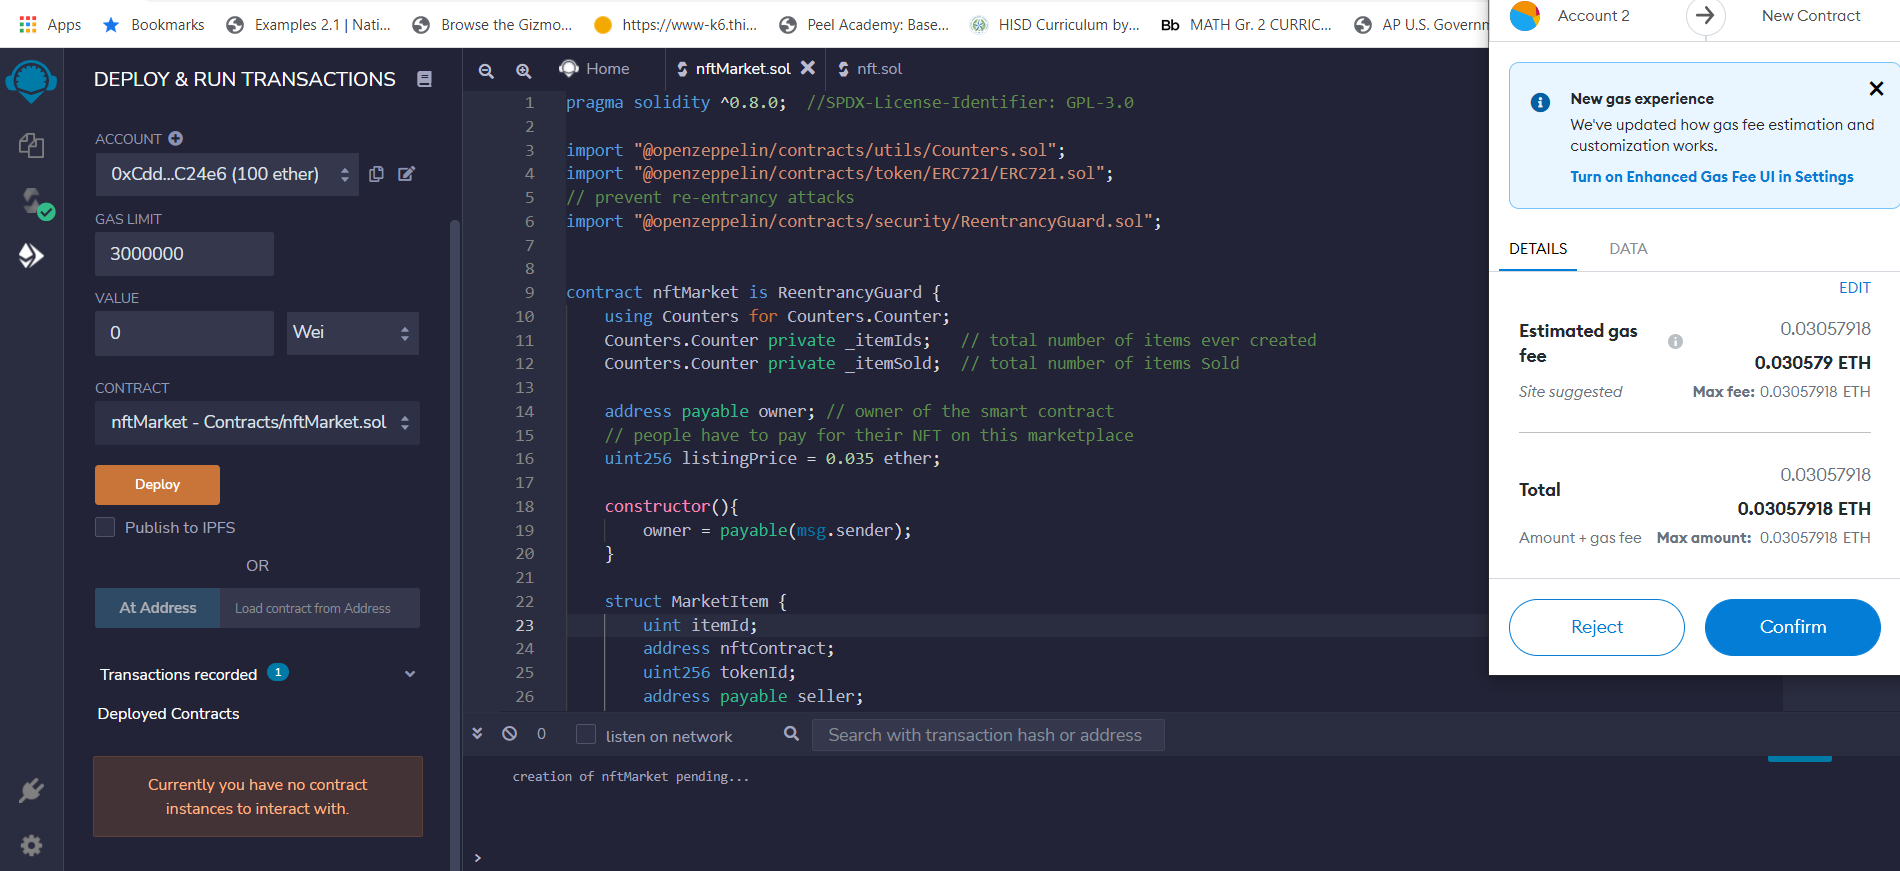 Apps
Bookmarks
Examples 2.1 | Nati...
Browse the Gizmo...
https://www-k6.thi...
Peel Academy: Base...
HISD Curriculum by...
Bb MATH Gr. 2 CURRIC...
AP U.S. Governm
DEPLOY & RUN TRANSACTIONS
ACCOUNT
0xCdd...C24e6 (100 ether)
GAS LIMIT
3000000
VALUE
0
Wei
CONTRACT
nftMarket - Contracts/nftMarket.sol
Deploy
Publish to IPFS
OR
At Address
Load contract from Address
Transactions recorded 1
Deployed Contracts
Currently you have no contract
instances to interact with.
Home
nftMarket.sol
nft.sol
1 pragma solidity ^0.8.0;  //SPDX-License-Identifier: GPL-3.0
2
3 import "@openzeppelin/contracts/utils/Counters.sol";
4 import "@openzeppelin/contracts/token/ERC721/ERC721.sol";
5 // prevent re-entrancy attacks
6 import "@openzeppelin/contracts/security/ReentrancyGuard.sol";
7
8
9 contract nftMarket is ReentrancyGuard {
10 using Counters for Counters.Counter;
11 Counters.Counter private _itemIds;   // total number of items ever created
12 Counters.Counter private _itemSold;  // total number of items Sold
13
14 address payable owner; // owner of the smart contract
15 // people have to pay for their NFT on this marketplace
16 uint256 listingPrice = 0.035 ether;
17
18 constructor(){
19 owner = payable(msg.sender);
20 }
21
22 struct MarketItem {
23 uint itemId;
24 address nftContract;
25 uint256 tokenId;
26 address payable seller;
0
listen on network
Search with transaction hash or address
creation of nftMarket pending...
>
Account 2
New Contract
New gas experience
We've updated how gas fee estimation and
customization works.
Turn on Enhanced Gas Fee UI in Settings
DETAILS
DATA
EDIT
Estimated gas
fee
0.03057918
0.030579 ETH
Site suggested
Max fee: 0.03057918 ETH
Total
0.03057918
0.03057918 ETH
Amount + gas fee
Max amount: 0.03057918 ETH
Reject
Confirm